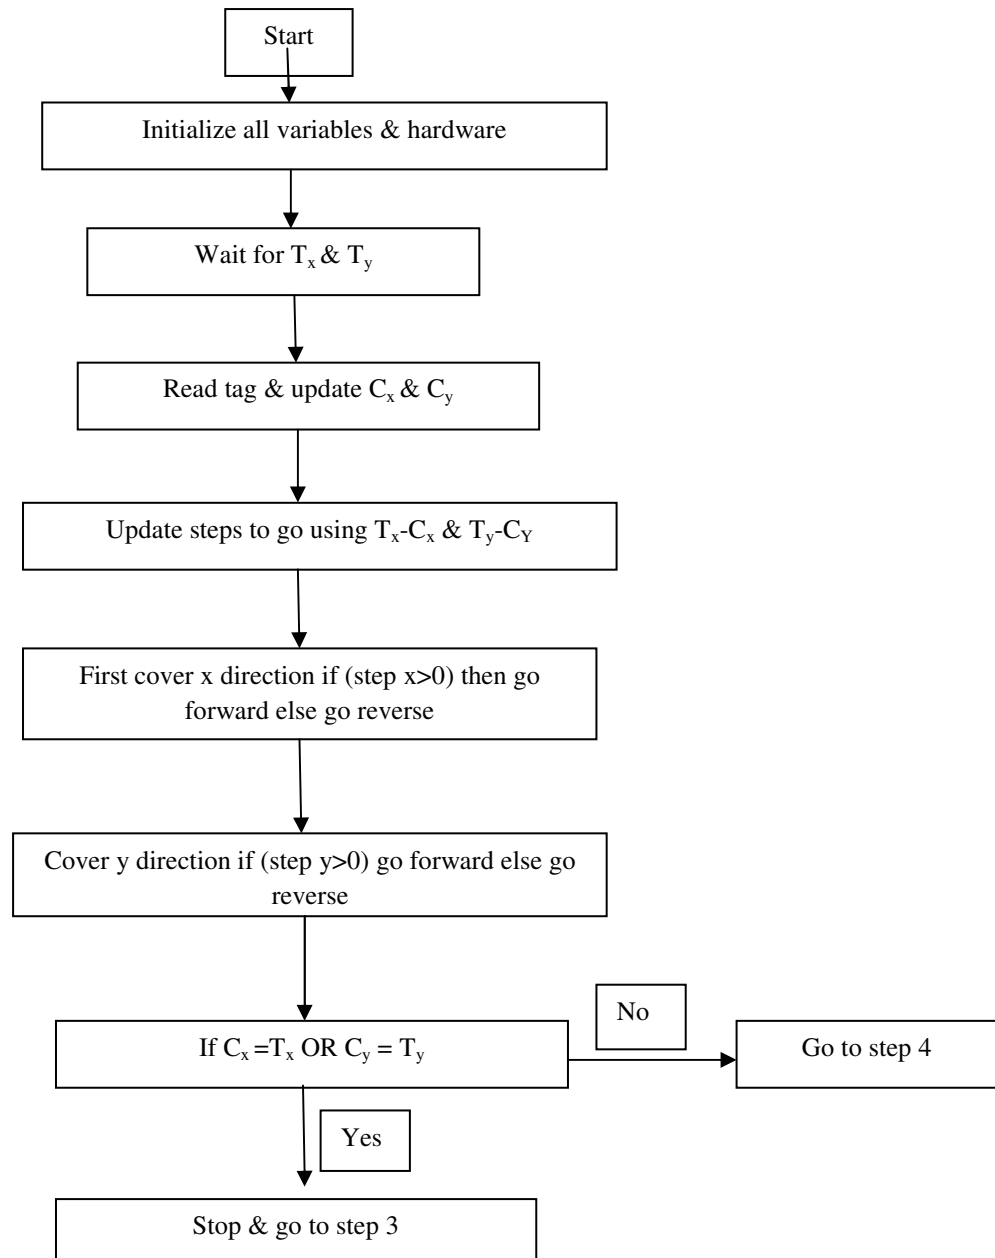 Start
Initialize all variables & hardware
Wait for Tx & Ty
Read tag & update Cx & Cy
Update steps to go using Tx-Cx & Ty-CY
First cover x direction if (step x>0) then go
forward else go reverse
Cover y direction if (step y>0) go forward else go
reverse
If Cx =Tx OR Cy = Ty
No
Go to step 4
Yes
Stop & go to step 3